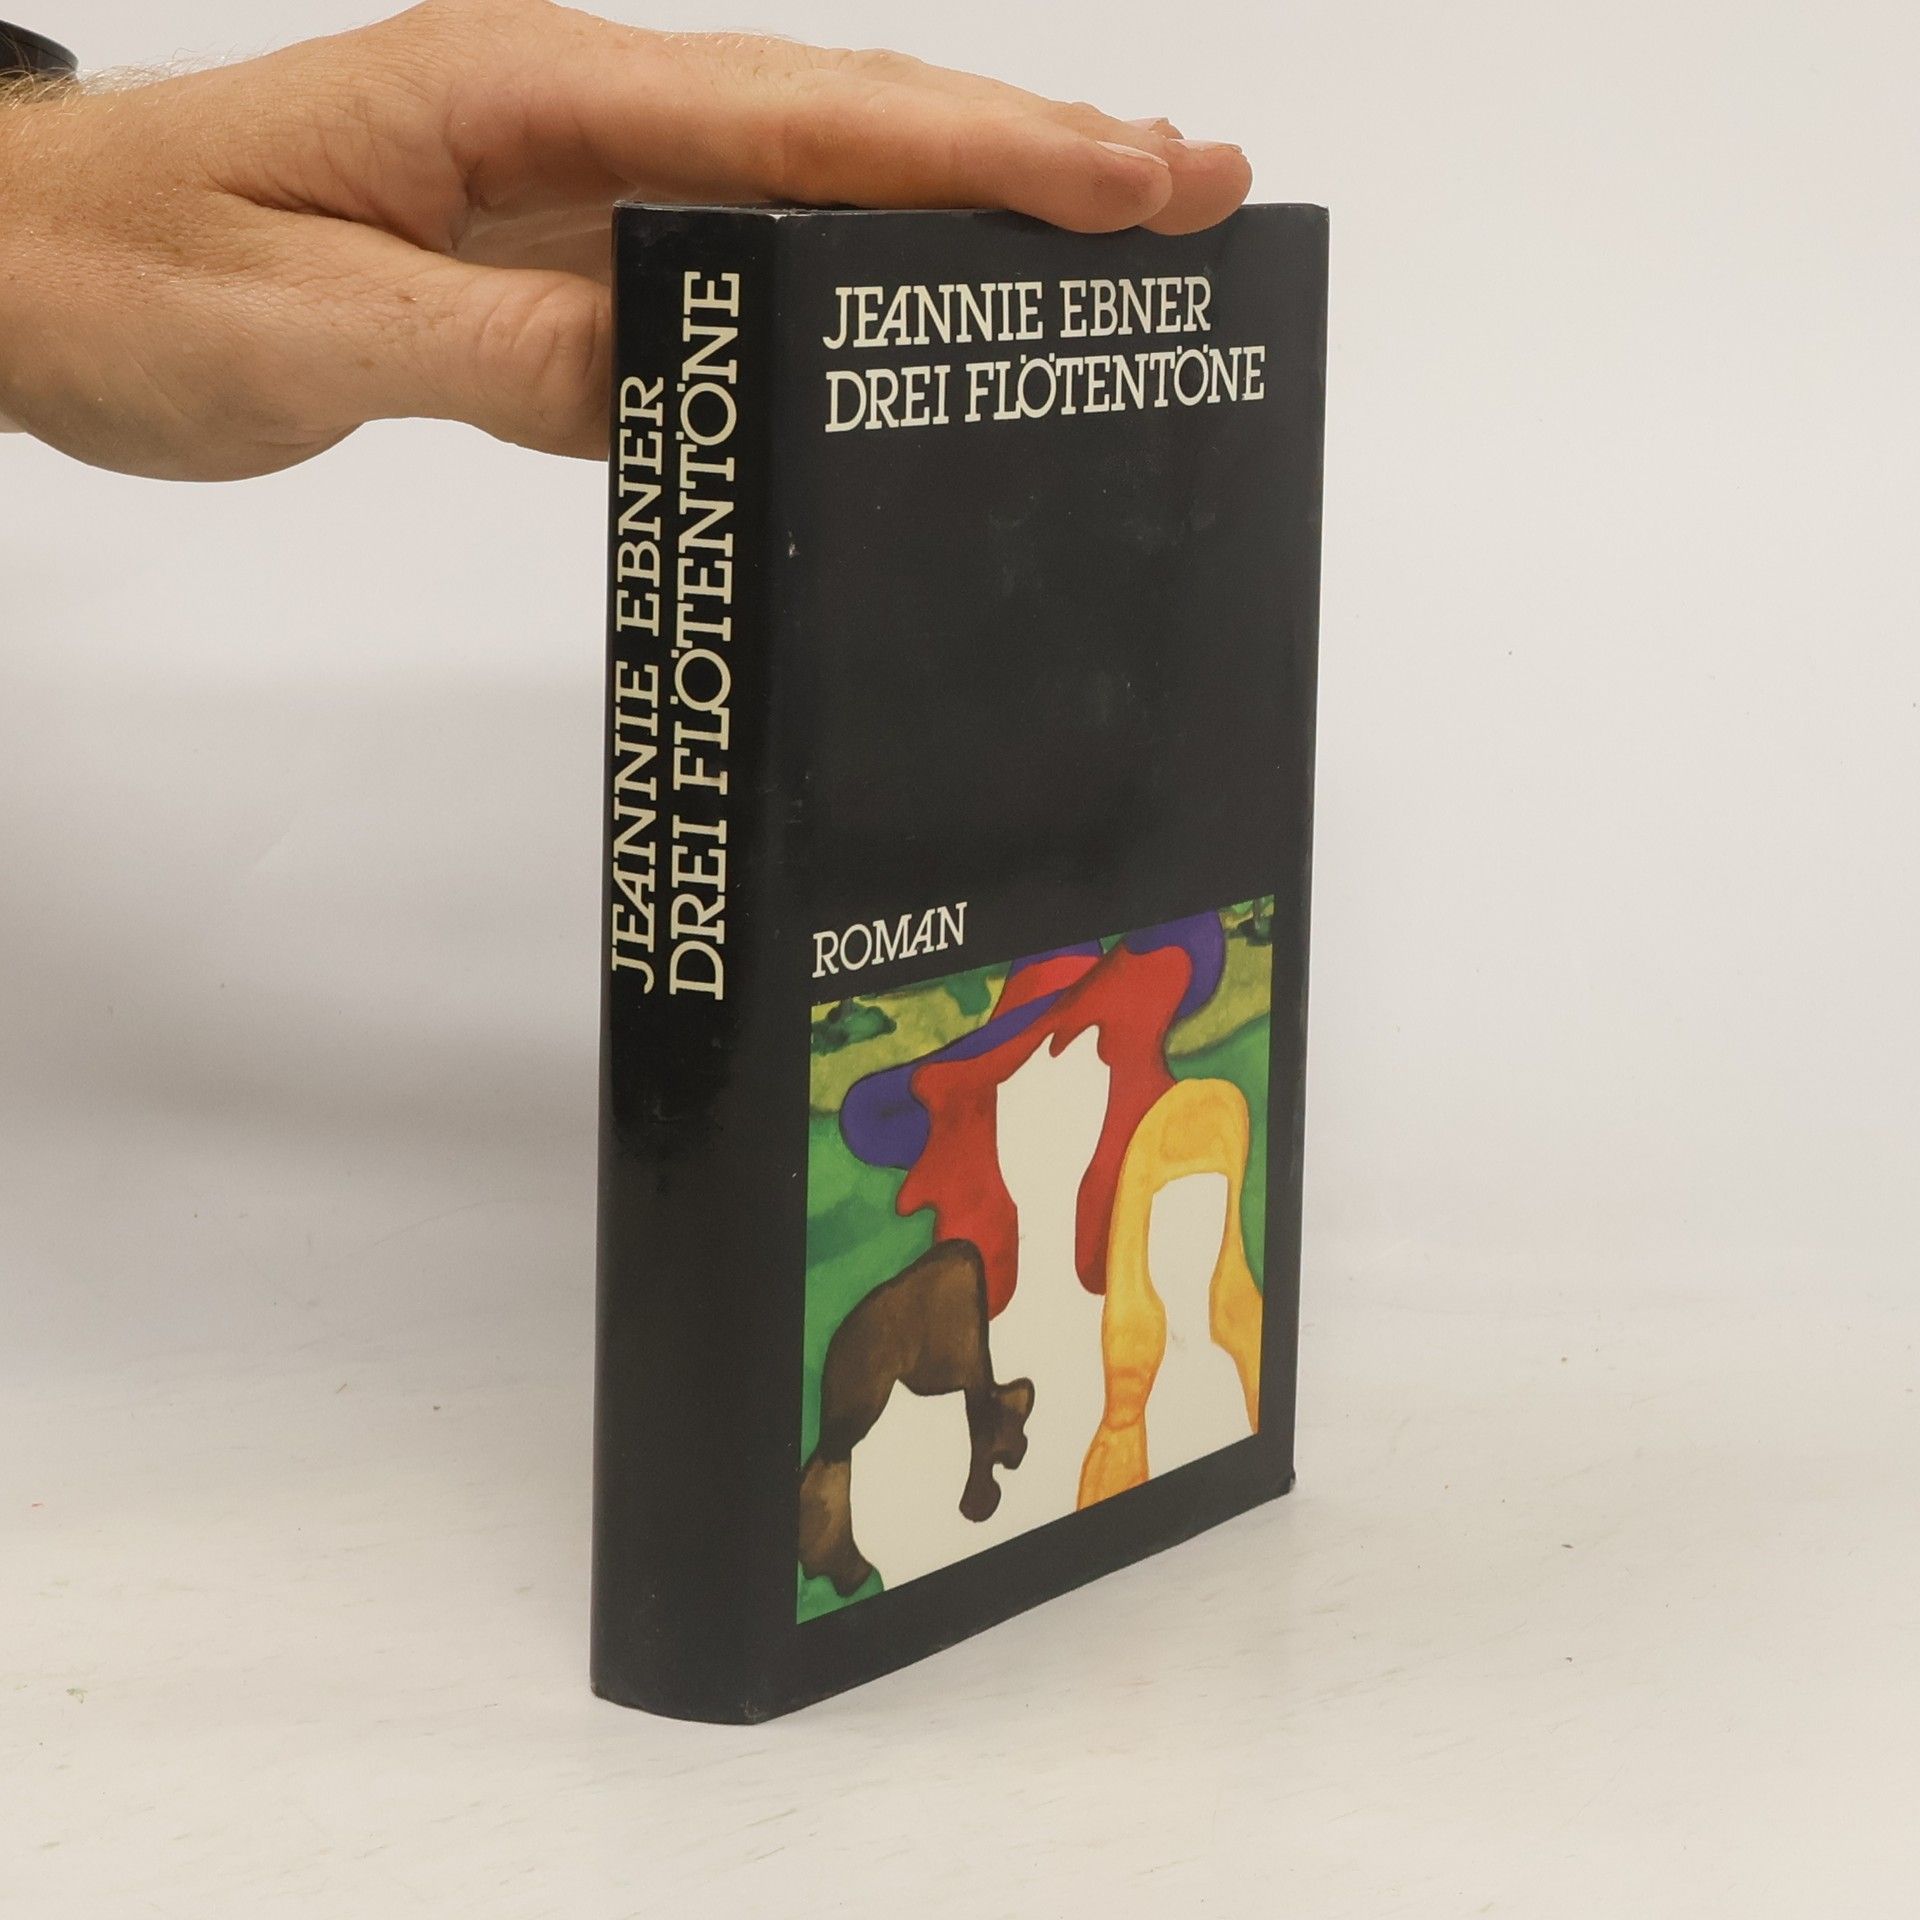 JEANNIE EBNER
DREI FLÖTENTÖNE
JEANNIE EBNER
DREI FLÖTENTÖNE
ROMAN